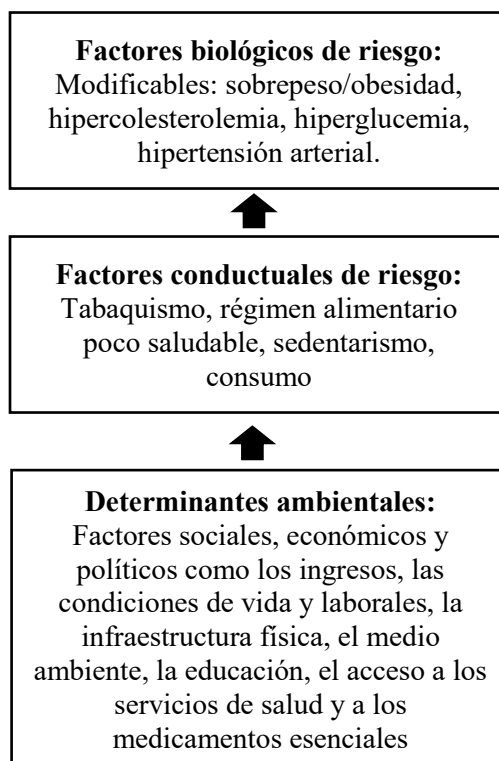 Factores biológicos de riesgo:
Modificables: sobrepeso/obesidad,
hipercolesterolemia, hiperglucemia,
hipertensión arterial.
Factores conductuales de riesgo:
Tabaquismo, régimen alimentario
poco saludable, sedentarismo,
consumo
Determinantes ambientales:
Factores sociales, económicos y
políticos como los ingresos, las
condiciones de vida y laborales, la
infraestructura física, el medio
ambiente, la educación, el acceso a los
servicios de salud y a los
medicamentos esenciales